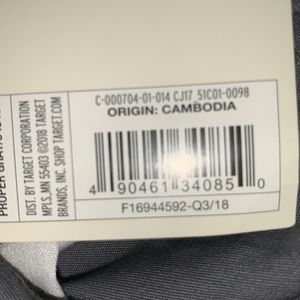 C-000704-01-014 CJ17 51C01-0098
ORIGIN: CAMBODIA
4 90461 34085 0
F16944592-Q3/18
DIST. BY TARGET CORPORATION
MPLS.,MN 55403 ©2018 TARGET
BRANDS, INC. SHOP TARGET.COM
PROPER GRAY/